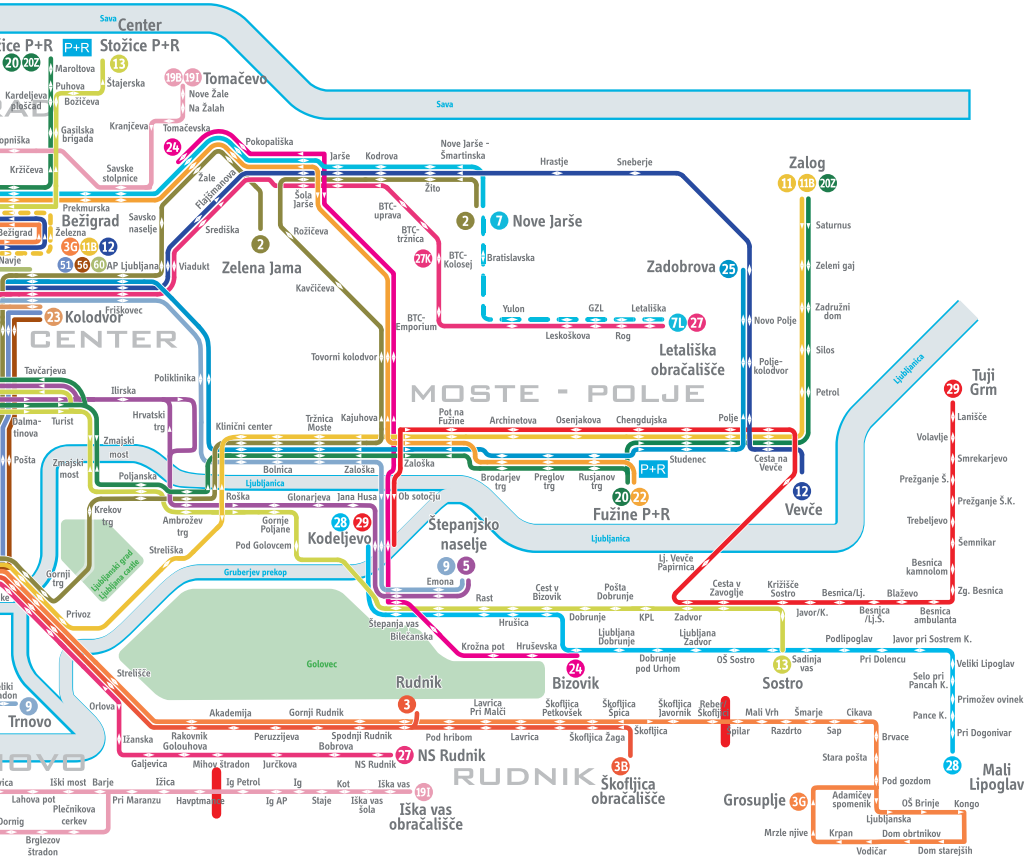 Sava
Center
P+R
P+R
Stožice P+R
20
20Z
13
Maroltova
Puhova
Štajerska
Božičeva
Kardeljeva
ploščad
Gasilska
brigada
Kržičeva
Savske
stolpnice
Prekmurska
19B
19I
Tomačevo
Nove Žale
Na Žalah
Kranjčeva
Tomačevska
24
Pokopališka
Sava
Žale
Flajšmanova
Savsko
naselje
Središka
Viadukt
AP Ljubljana
Bežigrad
Železna
Bežigrad
3G
11B
12
51
56
60
Navje
Friškovec
23
Kolodvor
CENTER
2
Zelena Jama
Jarše
Kodrova
Nove Jarše -
Šmartinska
Hrastje
Sneberje
Šola
Jarše
Žito
BTC-
uprava
BTC-
tržnica
27K
BTC-
Kolosej
2
7
Nove Jarše
Bratislavska
Rožičeva
Kavčičeva
BTC-
Emporium
Yulon
GZL
Letališka
Leskoškova
Rog
7L
27
Letališka
obračališče
Zadobrova
25
Novo Polje
Polje-
kolodvor
Zalog
11
11B
20Z
Saturnus
Zeleni gaj
Zadružni
dom
Silos
Petrol
Tovorni kolodvor
MOSTE - POLJE
Ljubljanica
Tavčarjeva
Ilirska
Poliklinika
Hrvatski
trg
Dalma-
tinova
Turist
Pošta
Zmajski
most
Zmajski
most
Poljanska
Klinični center
Tržnica
Moste
Kajuhova
Pot na
Fužine
Archinetova
Osenjakova
Chengdujska
Polje
Bolnica
Zaloška
Zaloška
Brodarjev
trg
Preglov
trg
Rusjanov
trg
P+R
Studenec
Cesta na
Vevče
20
22
Fužine P+R
12
Vevče
Ljubljanica
Roška
Glonarjeva
Jana Husa
Ob sotočju
Krekov
trg
Ambrožev
trg
Gornje
Poljane
Pod Golovcem
Streliška
28
29
Kodeljevo
Štepanjsko
naselje
9
5
Emona
Ljubljanica
Ljubljanski grad
Ljubljana castle
Gornji
trg
Privoz
Gruberjev prekop
29
Tuji
Grm
Lanišče
Volavlje
Smrekarjevo
Prežganje Š.
Prežganje Š.K.
Trebeljevo
Šemnikar
Besnica
kamnolom
Zg. Besnica
Lj. Vevče
Papirnica
Cesta v
Zavoglje
Križišče
Sostro
Javor/K.
Besnica/Lj.
Besnica
/Lj.Š.
Blaževo
Besnica
ambulanta
Rast
Cest v
Bizovik
Pošta
Dobrunje
Štepanja vas
Bilečanska
Hrušica
Dobrunje
KPL
Zadvor
Krožna pot
Hruševska
24
Bizovik
Ljubljana
Dobrunje
Dobrunje
pod Urhom
Ljubljana
Zadvor
OŠ Sostro
13
Sostro
Sadinja
vas
Podlipoglav
Pri Dolencu
Javor pri Sostrem K.
Veliki Lipoglav
Selo pri
Pancah K.
Primožev ovinek
Pance K.
Pri Dogonivar
28
Mali
Lipoglav
Golovec
Strelišče
9
Trnovo
Orlova
Ižanska
Akademija
Gornji Rudnik
Rakovnik
Golouhova
Peruzzijeva
Spodnji Rudnik
Rudnik
3
Galjevica
Mihov štradon
Jurčkova
Bobrova
NS Rudnik
27
NS Rudnik
Pod hribom
Lavrica
Pri Malči
Lavrica
Škofljica
Petkovšek
Škofljica Žaga
Škofljica
Špica
Škofljica
Škofljica
Javornik
Špilar
Mali Vrh
Razdrto
Šmarje
Sap
Cikava
Brvace
Stara pošta
Pod gozdom
RUDNIK
3B
Škofljica
obračališče
Grosuplje
3G
Adamičev
spomenik
OŠ Brinje
Kongo
Ljubljanska
Mrzle njive
Krpan
Vodičar
Dom obrtnikov
Dom starejših
Iški most
Barje
Ižica
Ig Petrol
Ig
Kot
Iška vas
Lahova pot
Plečnikova
cerkev
Pri Maranzu
Ig AP
Staje
Iška vas
šola
19I
Iška vas
obračališče
Brglezov
štradon